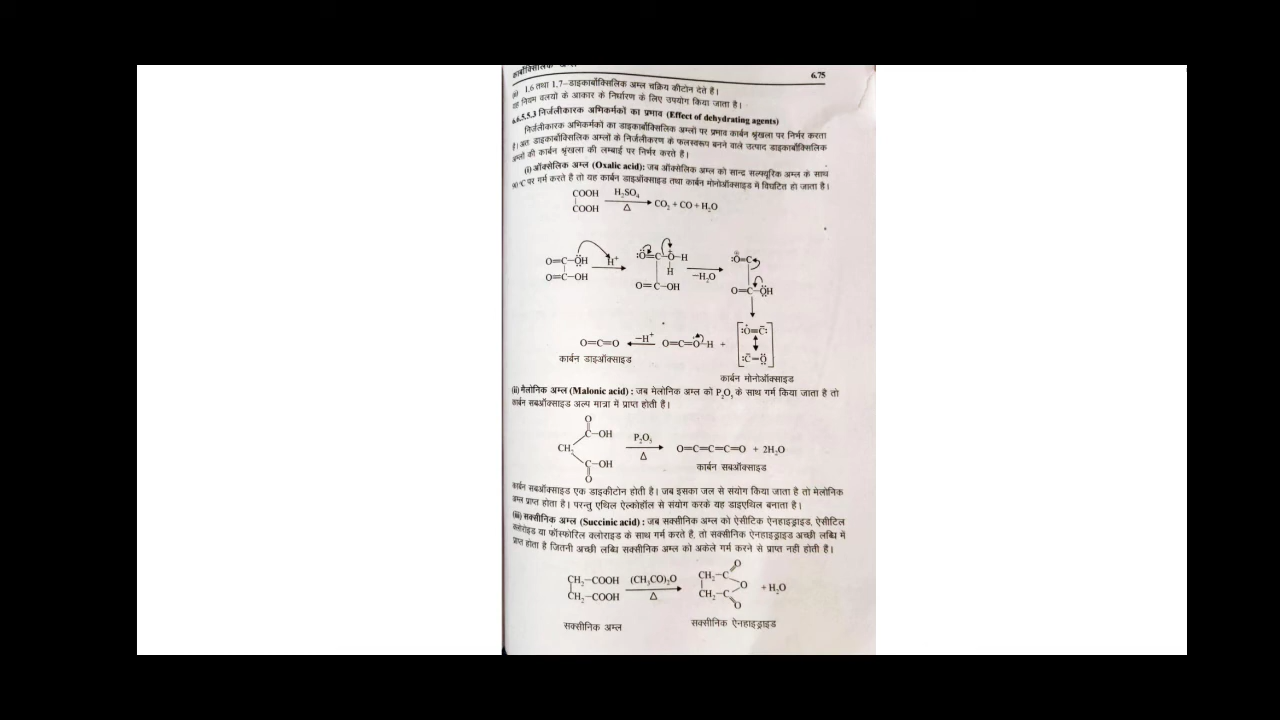 कार्बोक्सिलिक अम्ल 6.75
(ii) 1,6 तथा 1,7–डाइकार्बोक्सिलिक अम्ल चक्रिय कीटोन देते है।
यह नियम वलयों के आकार के निर्धारण के लिए उपयोग किया जाता है।
6.6.5.5.3 निर्जलीकारक अभिकर्मकों का प्रभाव (Effect of dehydrating agents)
निर्जलीकारक अभिकर्मकों का डाइकार्बोक्सिलिक अम्लों पर प्रभाव कार्बन श्रृंखला पर निर्भर करता
है। अतः डाइकार्बोक्सिलिक अम्लों के निर्जलीकरण के फलस्वरूप बनने वाले उत्पाद डाइकार्बोक्सिलिक
अम्लों की कार्बन श्रृंखला की लम्बाई पर निर्भर करते है।
(i) ऑक्सेलिक अम्ल (Oxalic acid): जब ऑक्सेलिक अम्ल को सान्द्र सल्फ्यूरिक अम्ल के साथ
90 °C पर गर्म करते है तो यह कार्बन डाइऑक्साइड तथा कार्बन मोनोऑक्साइड में विघटित हो जाता है।
COOH H₂SO₄
COOH Δ CO₂ + CO + H₂O
O=C–ÖH H⁺ :Ö=C–Ö–H :Ö=C
O=C–OH H –H₂O
O=C–OH O=C–ÖH
O=C=O –H⁺ O=C=O–H + :Ö=C̄:
:C̄–Ö
कार्बन डाइऑक्साइड
कार्बन मोनोऑक्साइड
(ii) मैलोनिक अम्ल (Malonic acid) : जब मेलोनिक अम्ल को P₂O₅ के साथ गर्म किया जाता है तो
कार्बन सबऑक्साइड अल्प मात्रा में प्राप्त होती है।
O
C–OH
P₂O₅
CH₂ O=C=C=C=O + 2H₂O
Δ
C–OH कार्बन सबऑक्साइड
O
कार्बन सबऑक्साइड एक डाइकीटोन होती है। जब इसका जल से संयोग किया जाता है तो मेलोनिक
अम्ल प्राप्त होता है। परन्तु एथिल ऐल्कोहॉल से संयोग करके यह डाइएथिल बनाता है।
(iii) सक्सीनिक अम्ल (Succinic acid) : जब सक्सीनिक अम्ल को ऐसीटिक ऐनहाइड्राइड, ऐसीटिल
क्लोराइड या फॉस्फोरिल क्लोराइड के साथ गर्म करते है, तो सक्सीनिक ऐनहाइड्राइड अच्छी लब्धि में
प्राप्त होता है जितनी अच्छी लब्धि सक्सीनिक अम्ल को अकेले गर्म करने से प्राप्त नही होती है।
O
CH₂–COOH (CH₃CO)₂O CH₂–C
O + H₂O
CH₂–COOH Δ CH₂–C
O
सक्सीनिक अम्ल सक्सीनिक ऐनहाइड्राइड